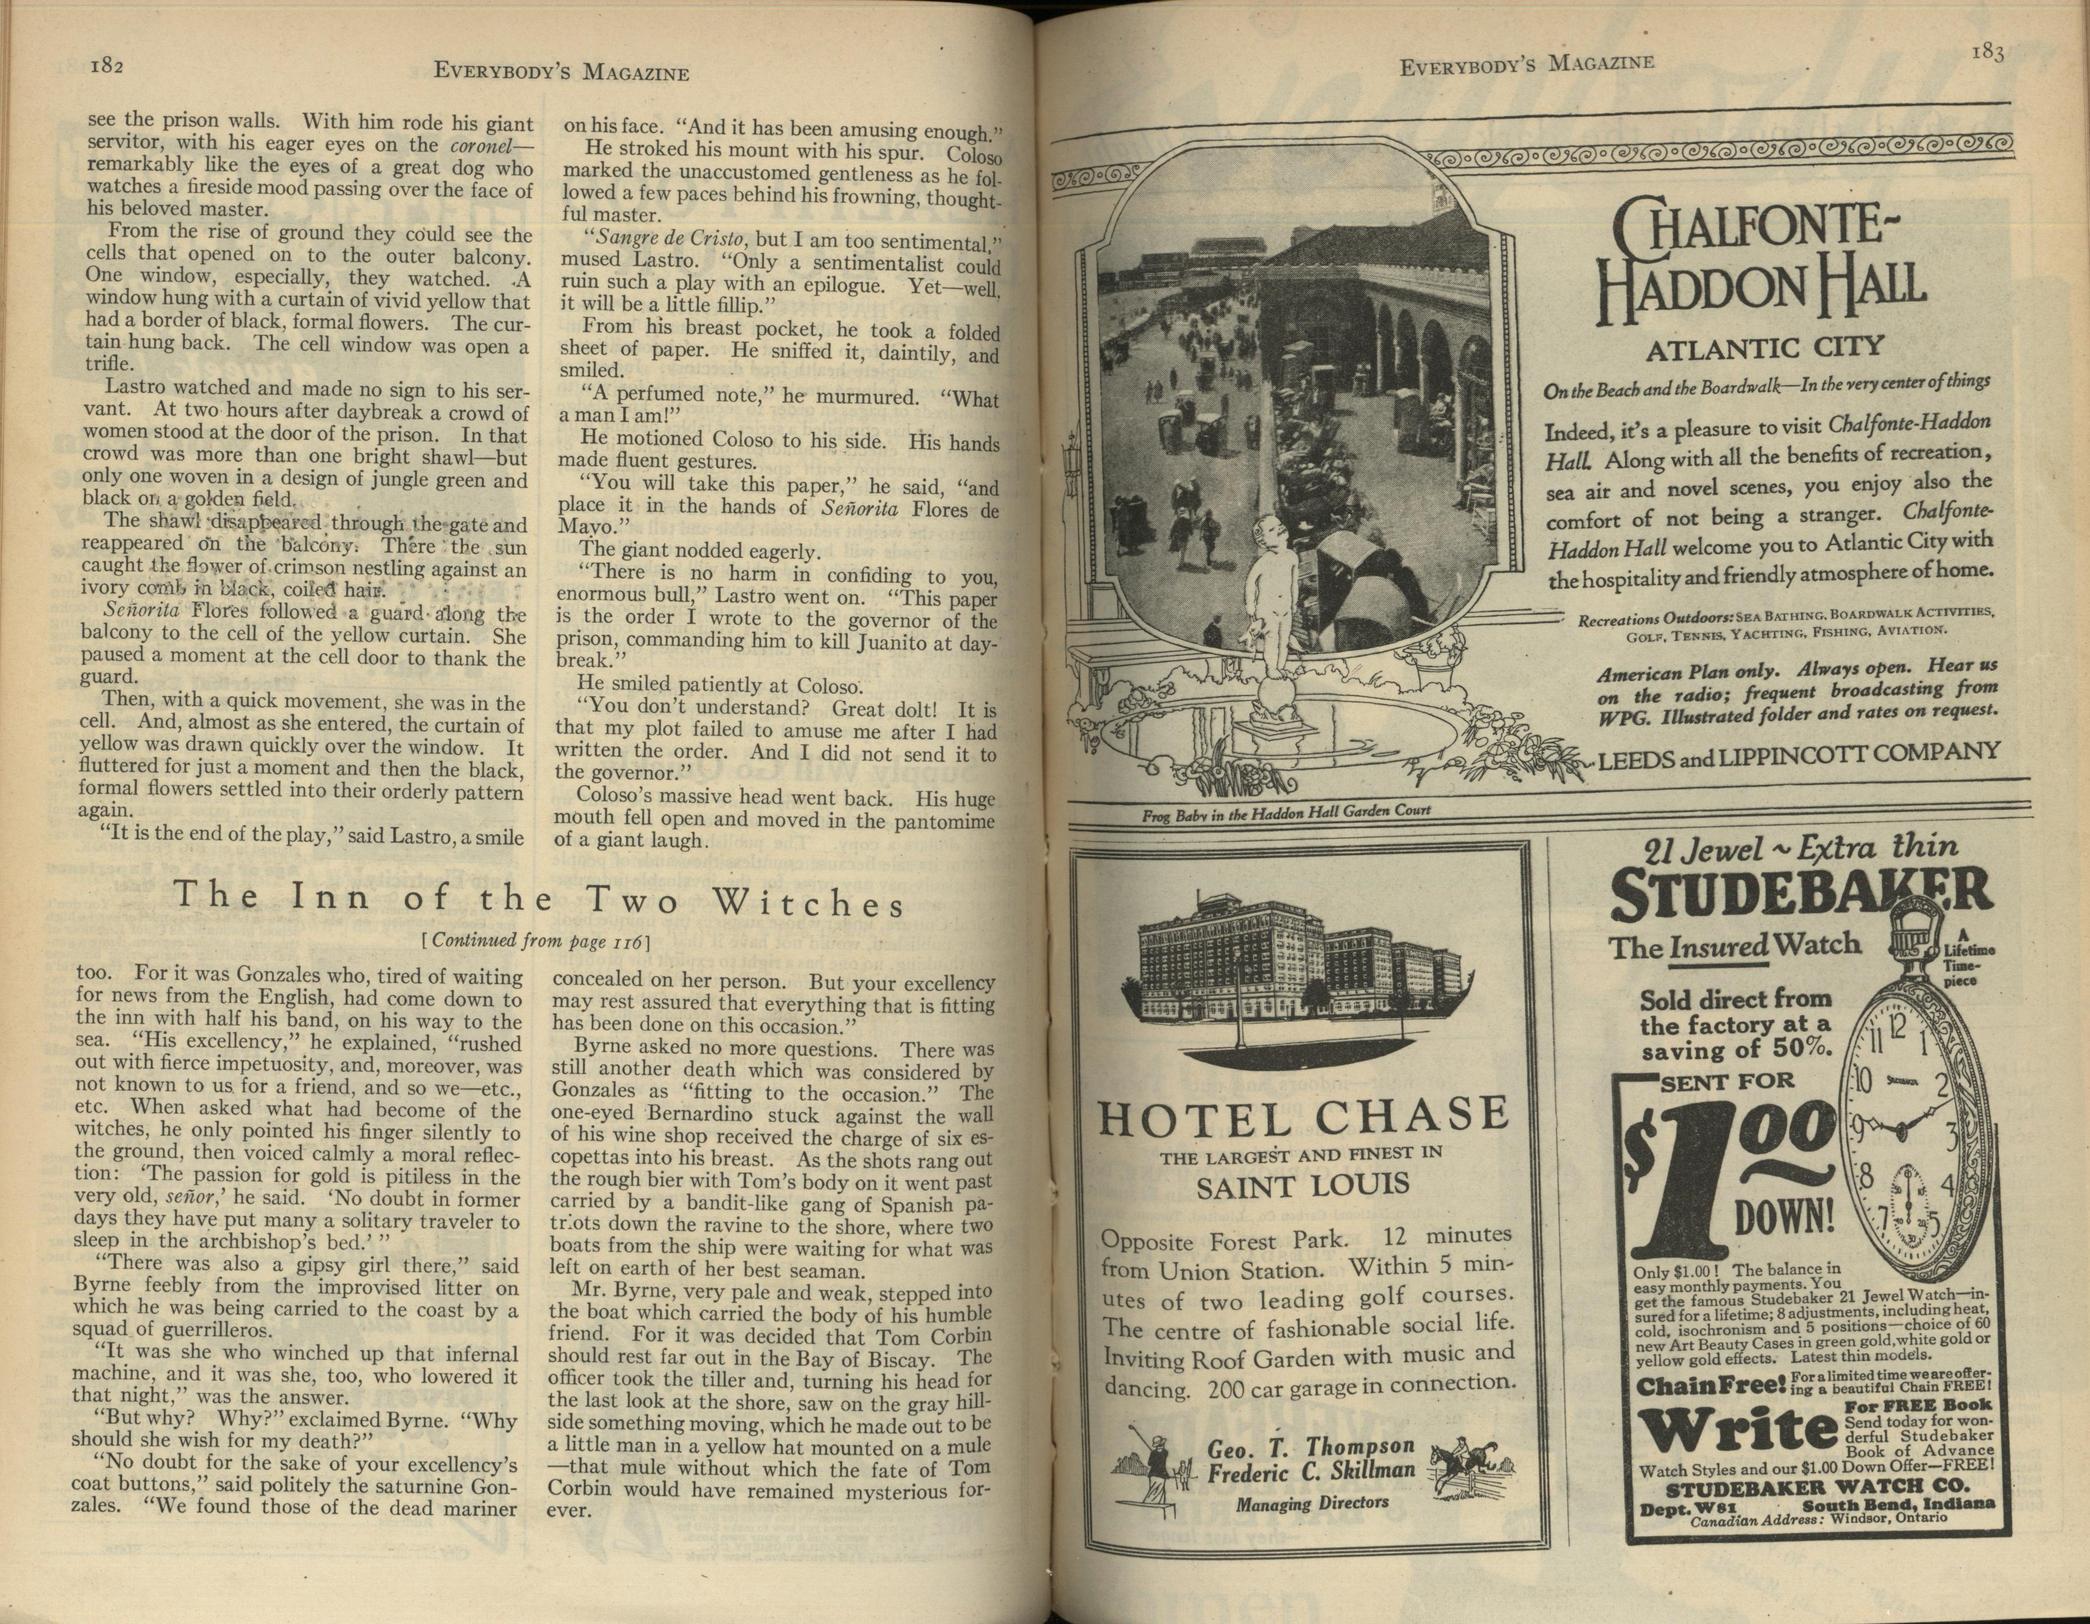 182
EVERYBODY'S MAGAZINE
see the prison walls. With him rode his giant
servitor, with his eager eyes on the coronel—
remarkably like the eyes of a great dog who
watches a fireside mood passing over the face of
his beloved master.
From the rise of ground they could see the
cells that opened on to the outer balcony.
One window, especially, they watched. A
window hung with a curtain of vivid yellow that
had a border of black, formal flowers. The cur-
tain hung back. The cell window was open a
trifle.
Lastro watched and made no sign to his ser-
vant. At two hours after daybreak a crowd of
women stood at the door of the prison. In that
crowd was more than one bright shawl—but
only one woven in a design of jungle green and
black on a golden field.
The shawl disappeared through the gate and
reappeared on the balcony. There the sun
caught the flower of crimson nestling against an
ivory comb in black, coiled hair.
Señorita Flores followed a guard along the
balcony to the cell of the yellow curtain. She
paused a moment at the cell door to thank the
guard.
Then, with a quick movement, she was in the
cell. And, almost as she entered, the curtain of
yellow was drawn quickly over the window. It
fluttered for just a moment and then the black,
formal flowers settled into their orderly pattern
again.
"It is the end of the play," said Lastro, a smile
on his face. "And it has been amusing enough."
He stroked his mount with his spur. Coloso
marked the unaccustomed gentleness as he fol-
lowed a few paces behind his frowning, thought-
ful master.
"Sangre de Cristo, but I am too sentimental,"
mused Lastro. "Only a sentimentalist could
ruin such a play with an epilogue. Yet—well,
it will be a little fillip."
From his breast pocket, he took a folded
sheet of paper. He sniffed it, daintily, and
smiled.
"A perfumed note," he murmured. "What
a man I am!"
He motioned Coloso to his side. His hands
made fluent gestures.
"You will take this paper," he said, "and
place it in the hands of Señorita Flores de
Mayo."
The giant nodded eagerly.
"There is no harm in confiding to you,
enormous bull," Lastro went on. "This paper
is the order I wrote to the governor of the
prison, commanding him to kill Juanito at day-
break."
He smiled patiently at Coloso.
"You don't understand? Great dolt! It is
that my plot failed to amuse me after I had
written the order. And I did not send it to
the governor."
Coloso's massive head went back. His huge
mouth fell open and moved in the pantomime
of a giant laugh.
The Inn of the Two Witches
[Continued from page 116]
too. For it was Gonzales who, tired of waiting
for news from the English, had come down to
the inn with half his band, on his way to the
sea. "His excellency," he explained, "rushed
out with fierce impetuosity, and, moreover, was
not known to us for a friend, and so we—etc.,
etc. When asked what had become of the
witches, he only pointed his finger silently to
the ground, then voiced calmly a moral reflec-
tion: 'The passion for gold is pitiless in the
very old, señor,' he said. 'No doubt in former
days they have put many a solitary traveler to
sleep in the archbishop's bed.' "
"There was also a gipsy girl there," said
Byrne feebly from the improvised litter on
which he was being carried to the coast by a
squad of guerrilleros.
"It was she who winched up that infernal
machine, and it was she, too, who lowered it
that night," was the answer.
"But why? Why?" exclaimed Byrne. "Why
should she wish for my death?"
"No doubt for the sake of your excellency's
coat buttons," said politely the saturnine Gon-
zales. "We found those of the dead mariner
concealed on her person. But your excellency
may rest assured that everything that is fitting
has been done on this occasion."
Byrne asked no more questions. There was
still another death which was considered by
Gonzales as "fitting to the occasion." The
one-eyed Bernardino stuck against the wall
of his wine shop received the charge of six es-
copettas into his breast. As the shots rang out
the rough bier with Tom's body on it went past
carried by a bandit-like gang of Spanish pa-
triots down the ravine to the shore, where two
boats from the ship were waiting for what was
left on earth of her best seaman.
Mr. Byrne, very pale and weak, stepped into
the boat which carried the body of his humble
friend. For it was decided that Tom Corbin
should rest far out in the Bay of Biscay. The
officer took the tiller and, turning his head for
the last look at the shore, saw on the gray hill-
side something moving, which he made out to be
a little man in a yellow hat mounted on a mule
—that mule without which the fate of Tom
Corbin would have remained mysterious for-
ever.
EVERYBODY'S MAGAZINE
183
CHALFONTE-
HADDON HALL
ATLANTIC CITY
On the Beach and the Boardwalk—In the very center of things
Indeed, it's a pleasure to visit Chalfonte-Haddon
Hall. Along with all the benefits of recreation,
sea air and novel scenes, you enjoy also the
comfort of not being a stranger. Chalfonte-
Haddon Hall welcome you to Atlantic City with
the hospitality and friendly atmosphere of home.
Recreations Outdoors: SEA BATHING, BOARDWALK ACTIVITIES,
GOLF, TENNIS, YACHTING, FISHING, AVIATION.
American Plan only. Always open. Hear us
on the radio; frequent broadcasting from
WPG. Illustrated folder and rates on request.
LEEDS and LIPPINCOTT COMPANY
Frog Baby in the Haddon Hall Garden Court
HOTEL CHASE
THE LARGEST AND FINEST IN
SAINT LOUIS
Opposite Forest Park. 12 minutes
from Union Station. Within 5 min-
utes of two leading golf courses.
The centre of fashionable social life.
Inviting Roof Garden with music and
dancing. 200 car garage in connection.
Geo. T. Thompson
Frederic C. Skillman
Managing Directors
21 Jewel ~ Extra thin
STUDEBAKER
The Insured Watch
A
Lifetime
Time-
piece
Sold direct from
the factory at a
saving of 50%.
SENT FOR
$1.00
DOWN!
11 12 1
10 2
9 3
8 4
7 5
Only $1.00! The balance in
easy monthly payments. You
get the famous Studebaker 21 Jewel Watch—in-
sured for a lifetime; 8 adjustments, including heat,
cold, isochronism and 5 positions—choice of 60
new Art Beauty Cases in green gold, white gold or
yellow gold effects. Latest thin models.
Chain Free! For a limited time we are offer-
ing a beautiful Chain FREE!
Write For FREE Book
Send today for won-
derful Studebaker
Book of Advance
Watch Styles and our $1.00 Down Offer—FREE!
STUDEBAKER WATCH CO.
Dept. W81 South Bend, Indiana
Canadian Address: Windsor, Ontario